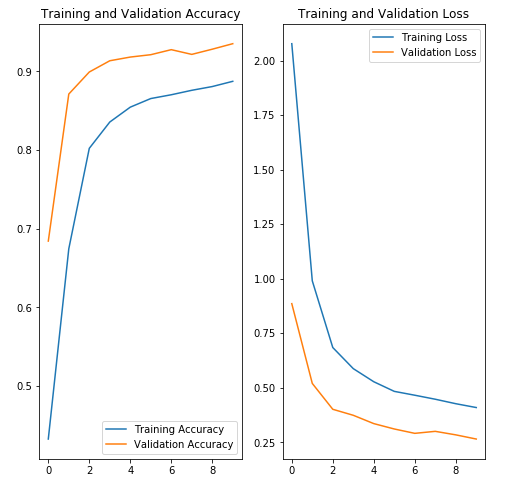 Training and Validation Accuracy
0.9
0.8
0.7
0.6
0.5
0 2 4 6 8
Training Accuracy
Validation Accuracy
Training and Validation Loss
2.00
1.75
1.50
1.25
1.00
0.75
0.50
0.25
0 2 4 6 8
Training Loss
Validation Loss